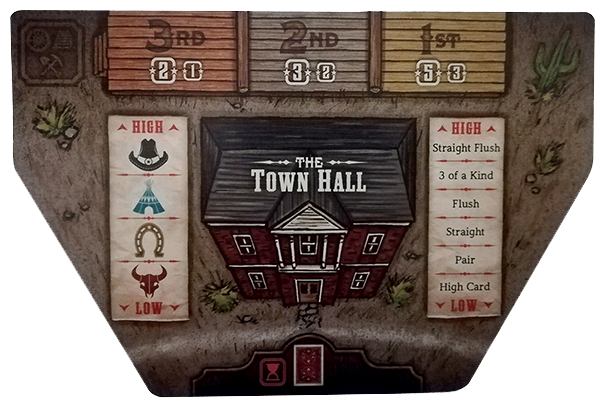 3RD 2ND 1ST
2 1 3 2 5 3
HIGH
LOW
THE
TOWN HALL
HIGH
Straight Flush
3 of a Kind
Flush
Straight
Pair
High Card
LOW